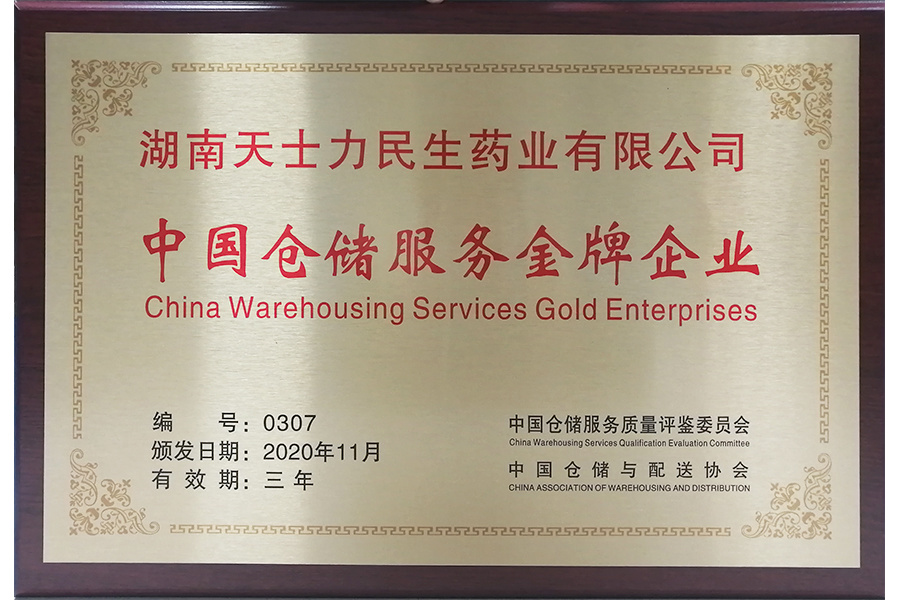 湖南天士力民生药业有限公司
中国仓储服务金牌企业
China Warehousing Services Gold Enterprises
编 号：0307
颁发日期：2020年11月
有效期：三年
中国仓储服务质量评鉴委员会
China Warehousing Services Qualification Evaluation Committee
中国仓储与配送协会
CHINA ASSOCIATION OF WAREHOUSING AND DISTRIBUTION